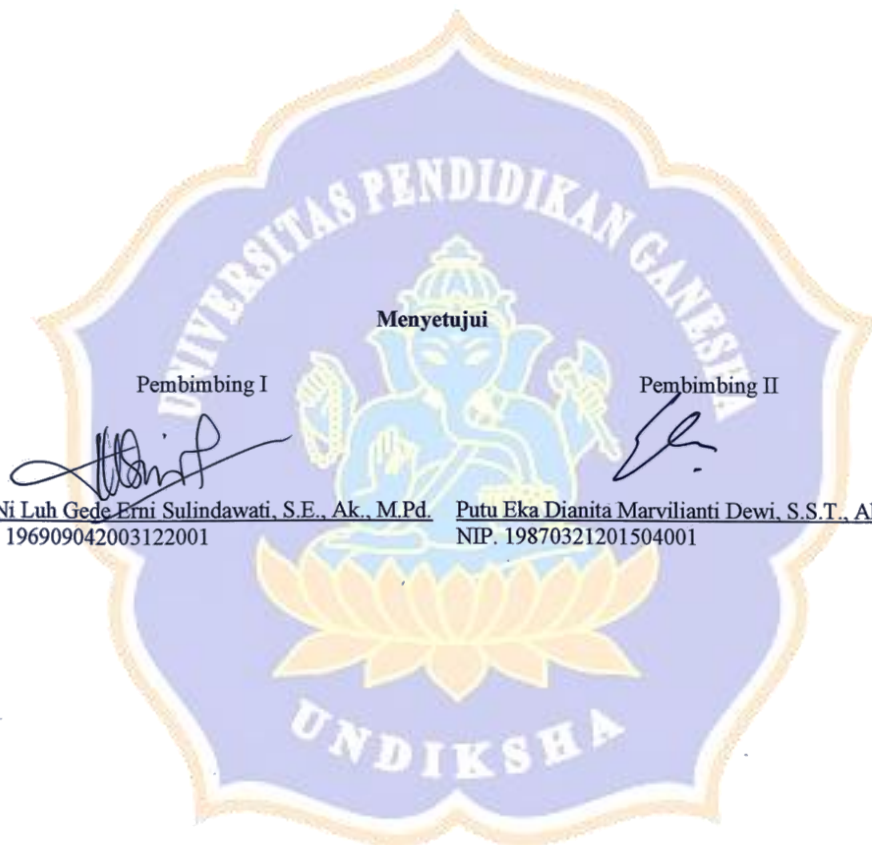 UNIVERSITAS PENDIDIKAN GANESHA
Menyetujui
Pembimbing I
Pembimbing II
Ni Luh Gede Erni Sulindawati, S.E., Ak., M.Pd.
Putu Eka Dianita Marvilianti Dewi, S.S.T., Ak
196909042003122001
NIP. 19870321201504001
UNDIKSHA